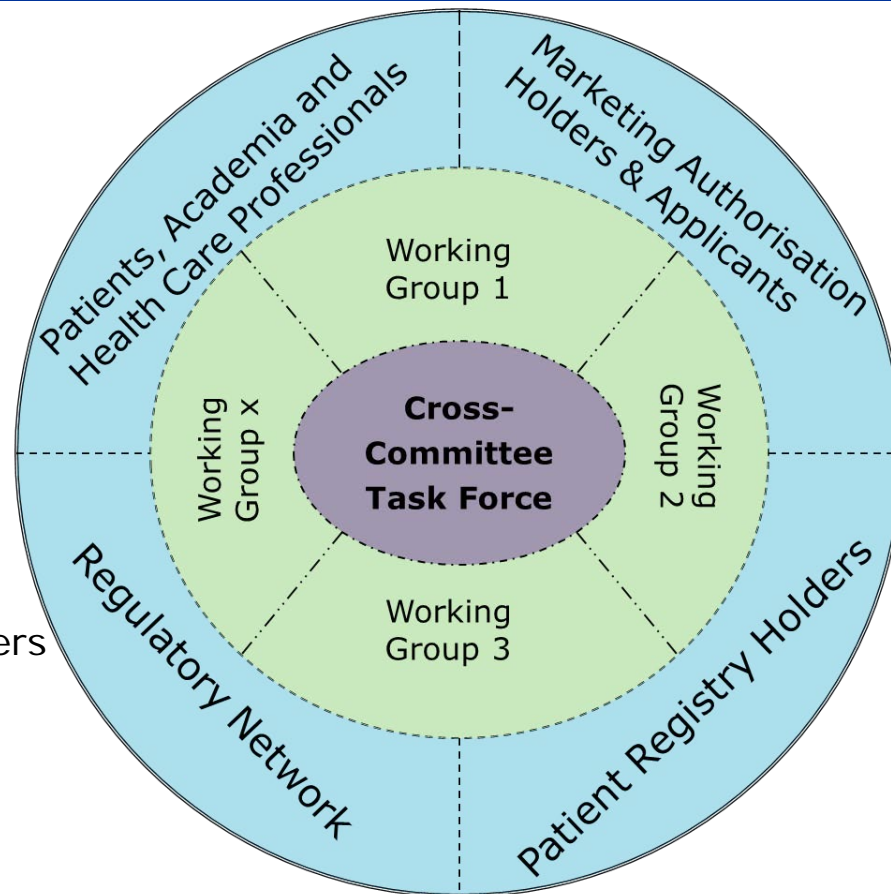 Patients, Academia and
Health Care Professionals
Marketing Authorisation
Holders & Applicants
Working
Group 1
Working
Group x
Cross-
Committee
Task Force
Working
Group 2
Working
Group 3
ers
Regulatory Network
Patient Registry Holders